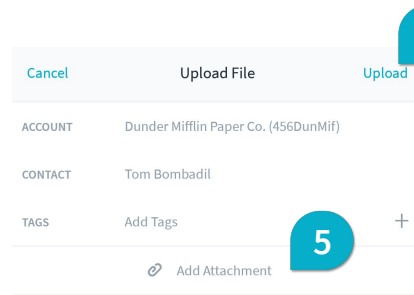 Cancel Upload File Upload
ACCOUNT Dunder Mifflin Paper Co. (456DunMif)
CONTACT Tom Bombadil
TAGS Add Tags +
Add Attachment
5